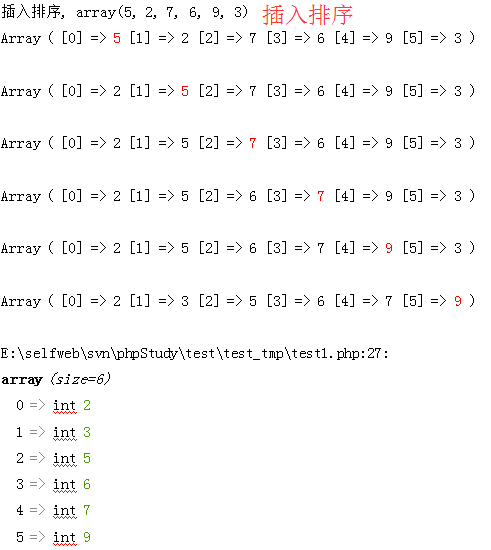 插入排序, array(5, 2, 7, 6, 9, 3) 插入排序
Array ( [0] => 5 [1] => 2 [2] => 7 [3] => 6 [4] => 9 [5] => 3 )
Array ( [0] => 2 [1] => 5 [2] => 7 [3] => 6 [4] => 9 [5] => 3 )
Array ( [0] => 2 [1] => 5 [2] => 7 [3] => 6 [4] => 9 [5] => 3 )
Array ( [0] => 2 [1] => 5 [2] => 6 [3] => 7 [4] => 9 [5] => 3 )
Array ( [0] => 2 [1] => 5 [2] => 6 [3] => 7 [4] => 9 [5] => 3 )
Array ( [0] => 2 [1] => 3 [2] => 5 [3] => 6 [4] => 7 [5] => 9 )
E:\selfweb\svn\phpStudy\test\test_tmp\test1.php:27:
array (size=6)
0 => int 2
1 => int 3
2 => int 5
3 => int 6
4 => int 7
5 => int 9